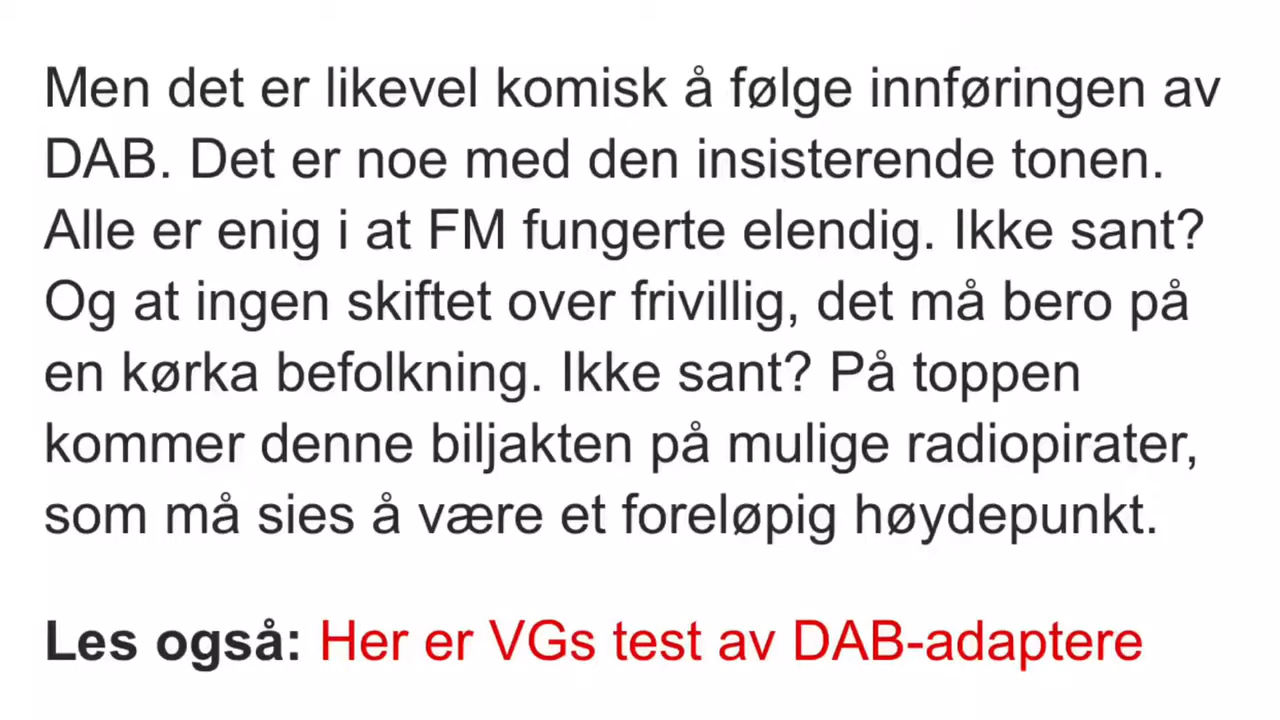 Men det er likevel komisk å følge innføringen av
DAB. Det er noe med den insisterende tonen.
Alle er enig i at FM fungerte elendig. Ikke sant?
Og at ingen skiftet over frivillig, det må bero på
en kørka befolkning. Ikke sant? På toppen
kommer denne biljakten på mulige radiopirater,
som må sies å være et foreløpig høydepunkt.
Les også: Her er VGs test av DAB-adaptere